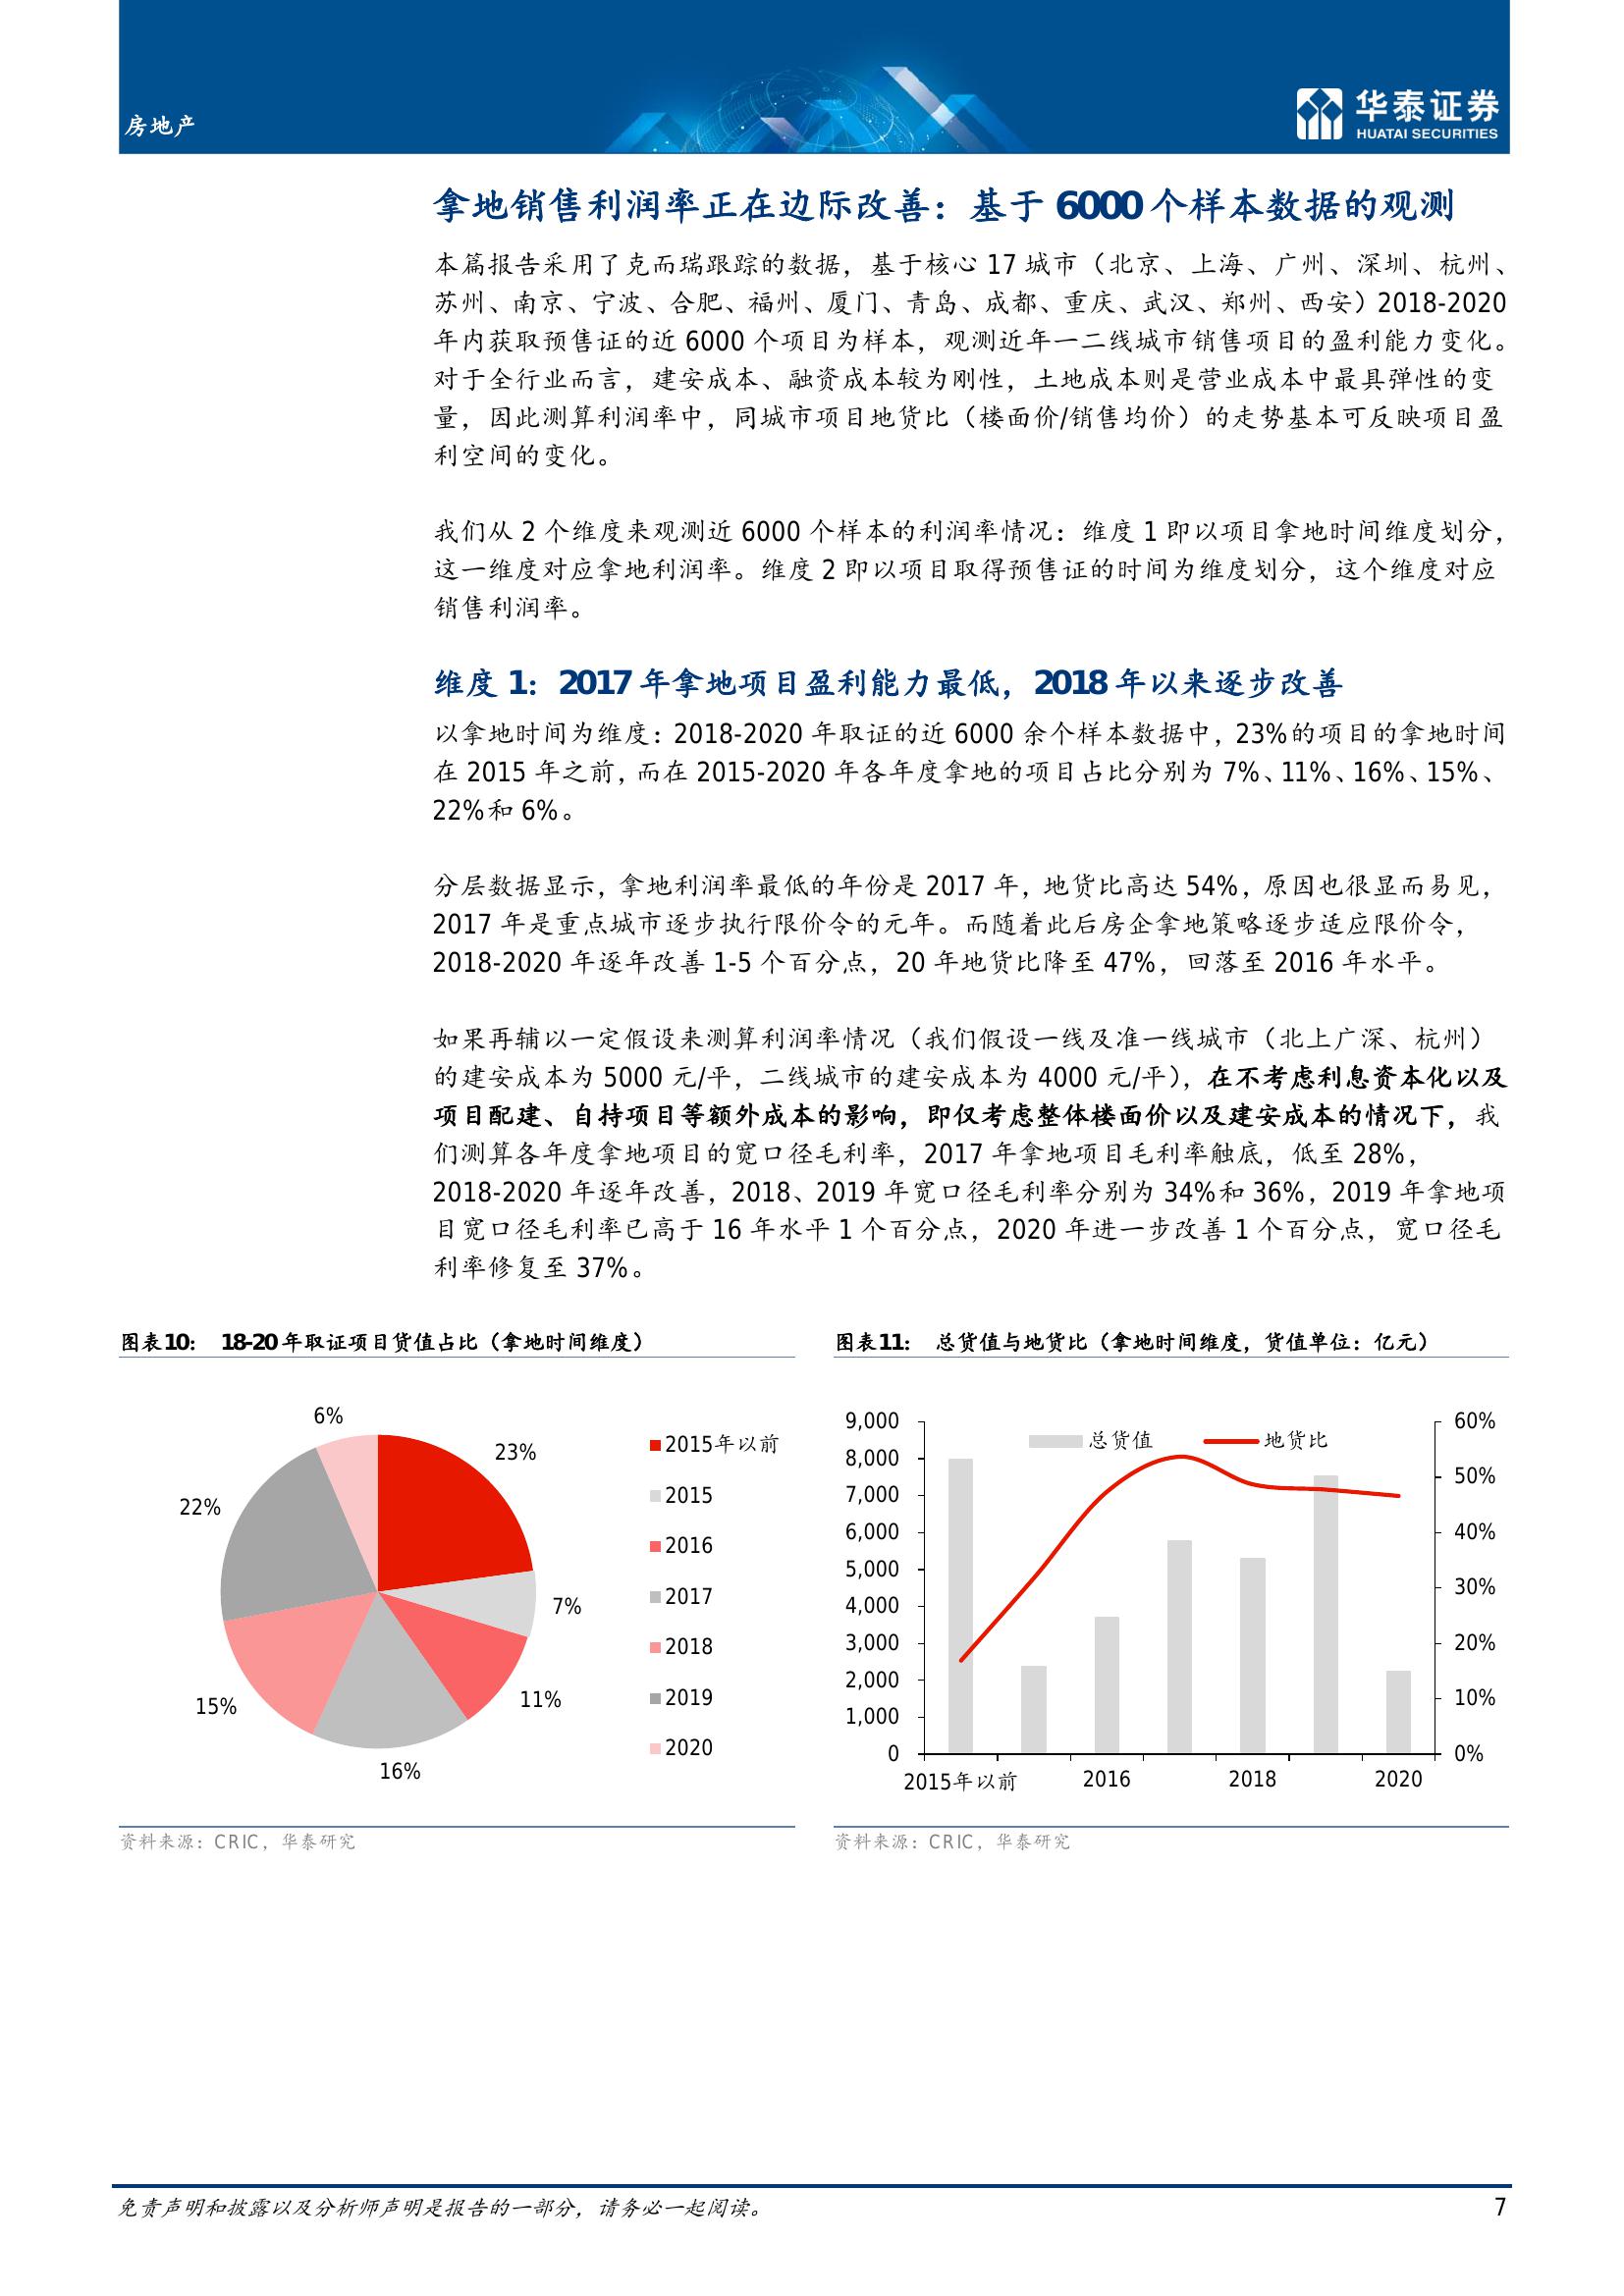 房地产
华泰证券
HUATAI SECURITIES
拿地销售利润率正在边际改善：基于 6000 个样本数据的观测
本篇报告采用了克而瑞跟踪的数据，基于核心 17 城市（北京、上海、广州、深圳、杭州、
苏州、南京、宁波、合肥、福州、厦门、青岛、成都、重庆、武汉、郑州、西安）2018-2020
年内获取预售证的近 6000 个项目为样本，观测近年一二线城市销售项目的盈利能力变化。
对于全行业而言，建安成本、融资成本较为刚性，土地成本则是营业成本中最具弹性的变
量，因此测算利润率中，同城市项目地货比（楼面价/销售均价）的走势基本可反映项目盈
利空间的变化。
我们从 2 个维度来观测近 6000 个样本的利润率情况：维度 1 即以项目拿地时间维度划分，
这一维度对应拿地利润率。维度 2 即以项目取得预售证的时间为维度划分，这个维度对应
销售利润率。
维度 1：2017 年拿地项目盈利能力最低，2018 年以来逐步改善
以拿地时间为维度：2018-2020 年取证的近 6000 余个样本数据中，23%的项目的拿地时间
在 2015 年之前，而在 2015-2020 年各年度拿地的项目占比分别为 7%、11%、16%、15%、
22%和 6%。
分层数据显示，拿地利润率最低的年份是 2017 年，地货比高达 54%，原因也很显而易见，
2017 年是重点城市逐步执行限价令的元年。而随着此后房企拿地策略逐步适应限价令，
2018-2020 年逐年改善 1-5 个百分点，20 年地货比降至 47%，回落至 2016 年水平。
如果再辅以一定假设来测算利润率情况（我们假设一线及准一线城市（北上广深、杭州）
的建安成本为 5000 元/平，二线城市的建安成本为 4000 元/平），在不考虑利息资本化以及
项目配建、自持项目等额外成本的影响，即仅考虑整体楼面价以及建安成本的情况下，我
们测算各年度拿地项目的宽口径毛利率，2017 年拿地项目毛利率触底，低至 28%，
2018-2020 年逐年改善，2018、2019 年宽口径毛利率分别为 34%和 36%，2019 年拿地项
目宽口径毛利率已高于 16 年水平 1 个百分点，2020 年进一步改善 1 个百分点，宽口径毛
利率修复至 37%。
图表10： 18-20 年取证项目货值占比（拿地时间维度）
6%
23%
22%
7%
15%
11%
16%
2015年以前
2015
2016
2017
2018
2019
2020
资料来源：CRIC，华泰研究
图表11： 总货值与地货比（拿地时间维度，货值单位：亿元）
总货值
地货比
9,000
8,000
7,000
6,000
5,000
4,000
3,000
2,000
1,000
0
60%
50%
40%
30%
20%
10%
0%
2015年以前
2016
2018
2020
资料来源：CRIC，华泰研究
免责声明和披露以及分析师声明是报告的一部分，请务必一起阅读。
7